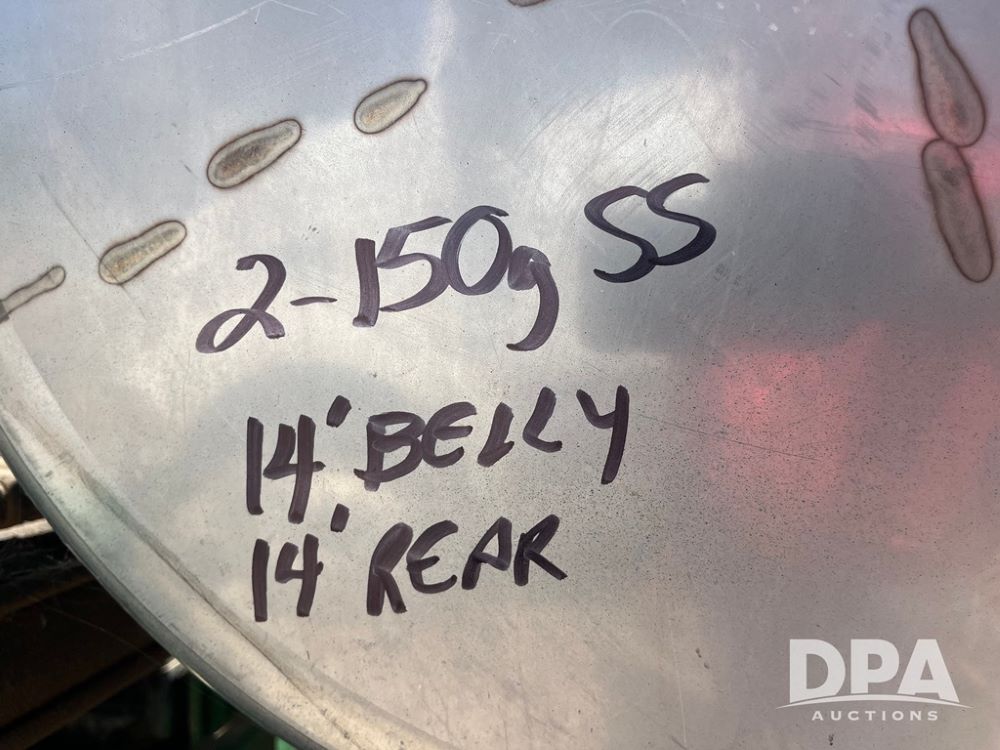 2-150g SS
14' BELLY
14' REAR
DPA
AUCTIONS